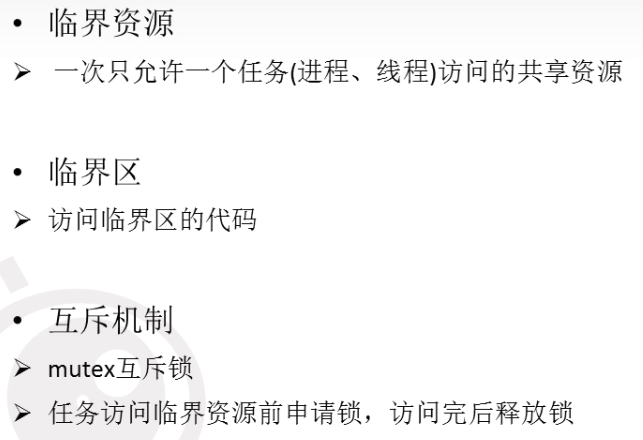 • 临界资源
➢ 一次只允许一个任务(进程、线程)访问的共享资源
• 临界区
➢ 访问临界区的代码
• 互斥机制
➢ mutex互斥锁
➢ 任务访问临界资源前申请锁，访问完后释放锁